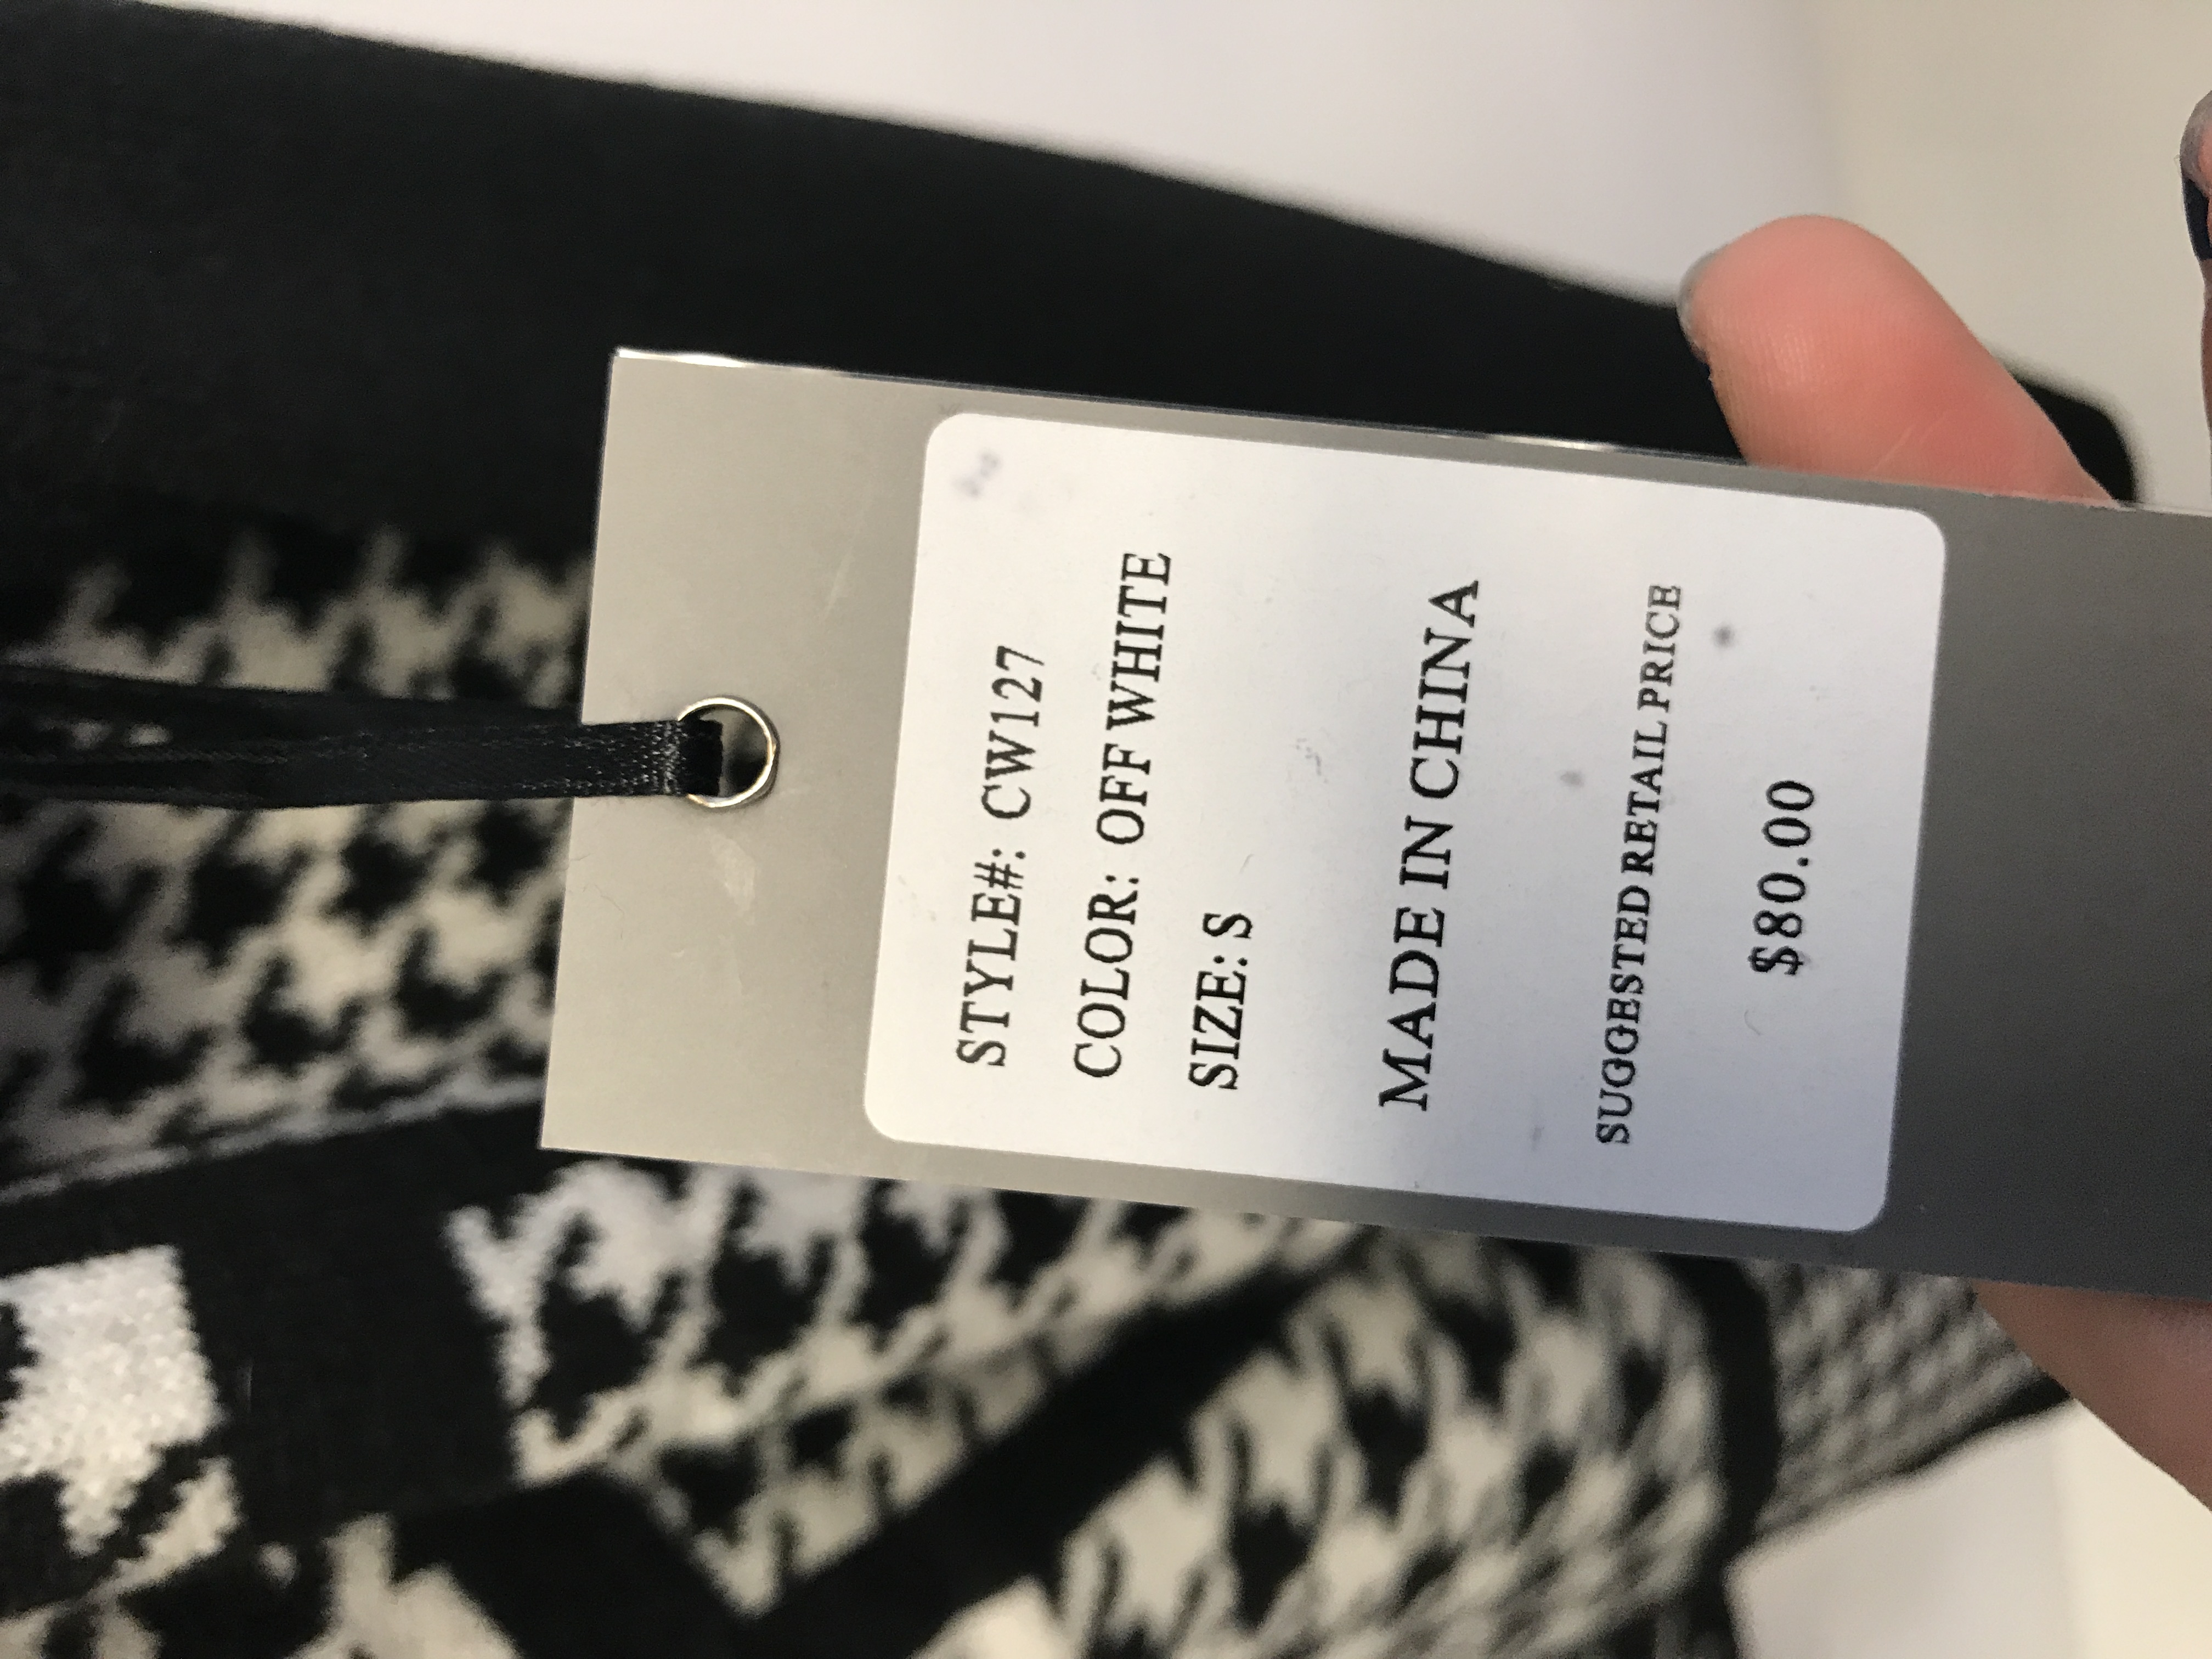 STYLE#: CW127
COLOR: OFF WHITE
SIZE: S
MADE IN CHINA
SUGGESTED RETAIL PRICE
$80.00